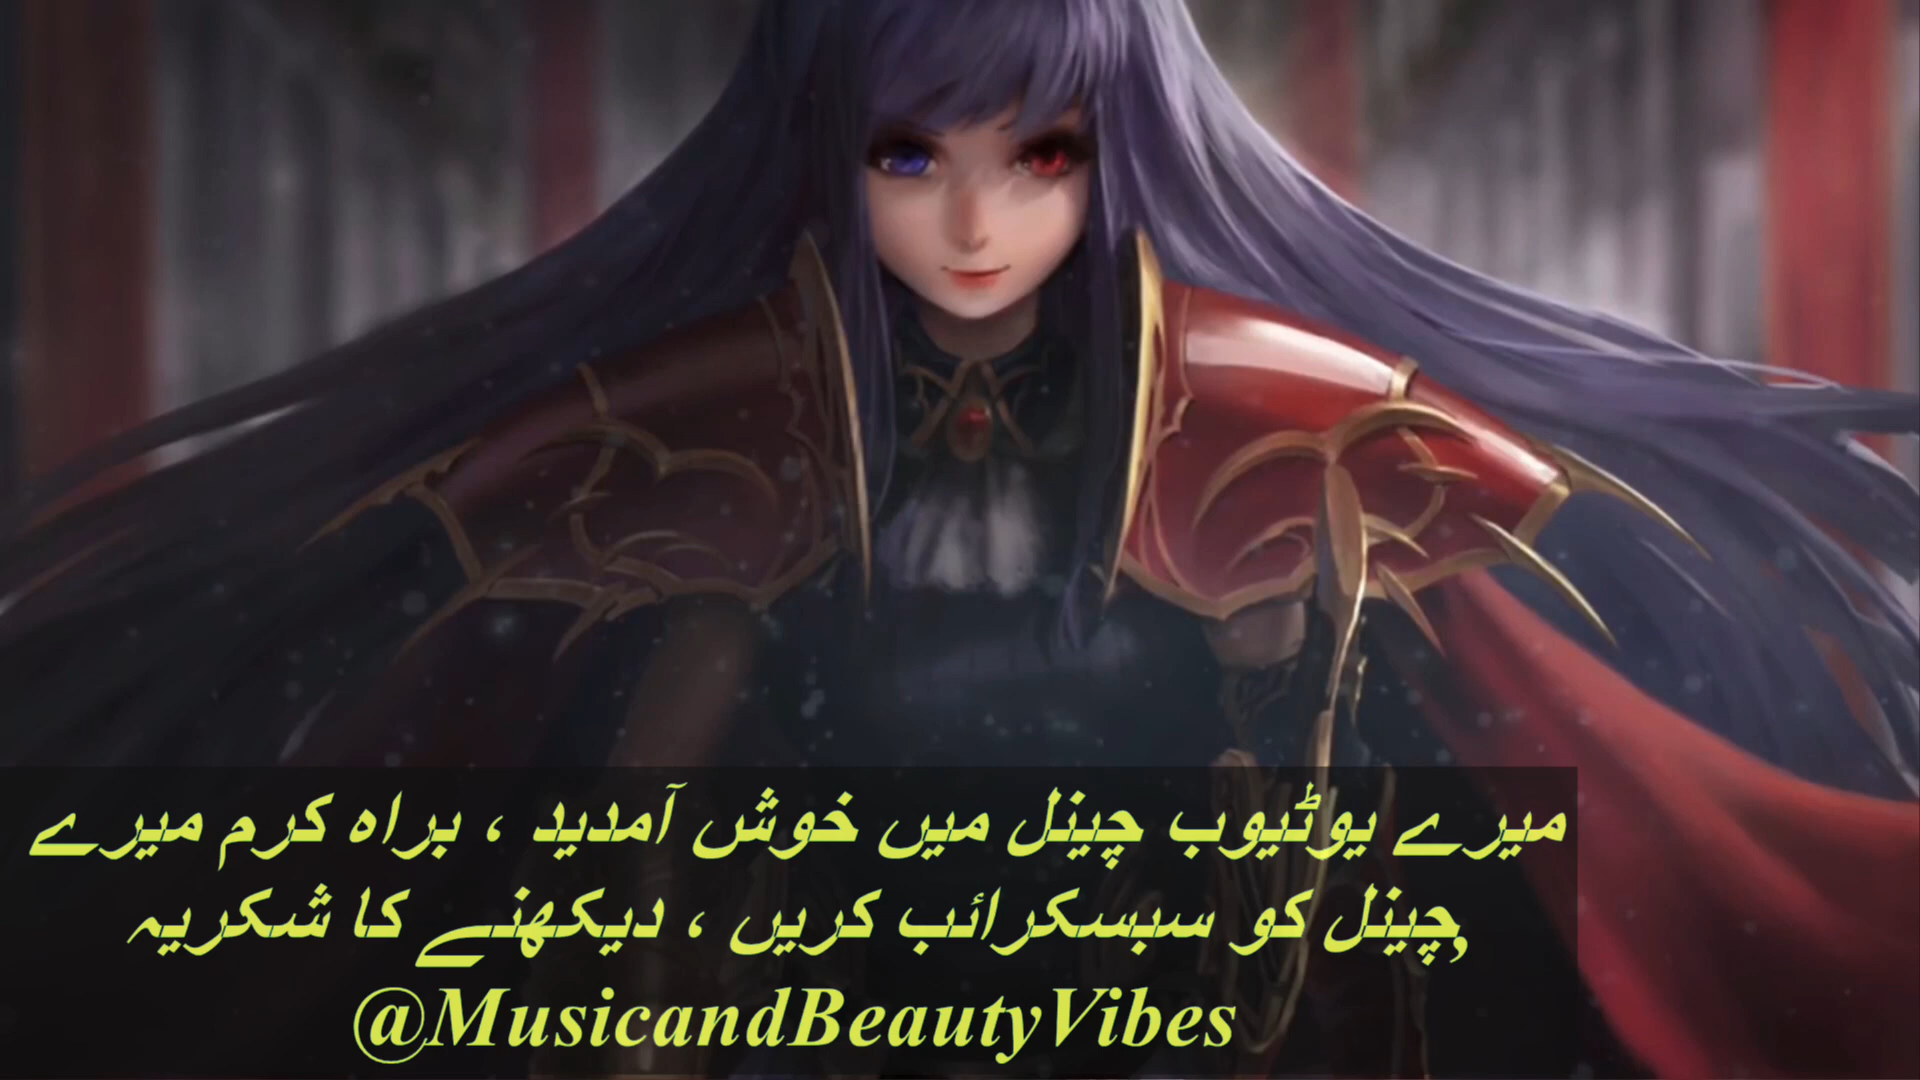 میرے یوٹیوب چینل میں خوش آمدید ، براہ کرم میرے
چینل کو سبسکرائب کریں ، دیکھنے کا شکریہ,
@MusicandBeautyVibes